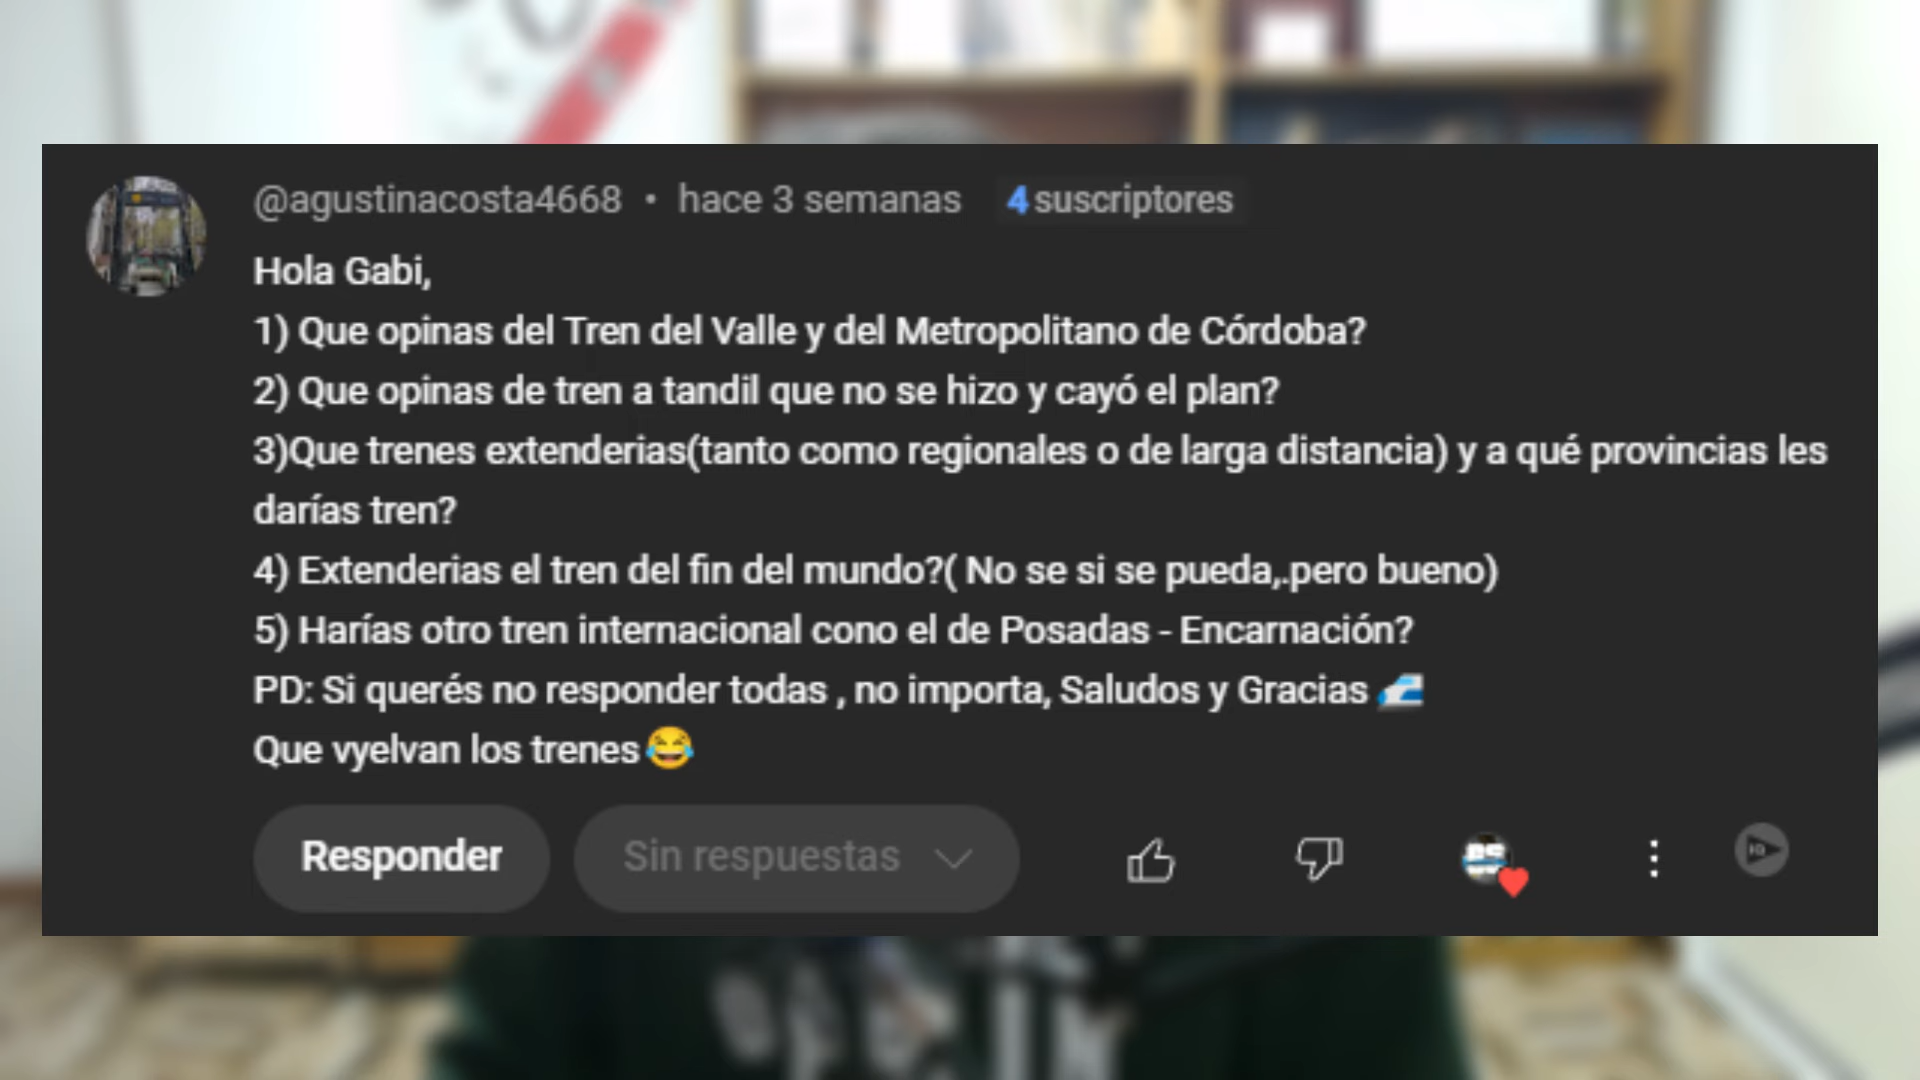 @agustinacosta4668 • hace 3 semanas 4 suscriptores
Hola Gabi,
1) Que opinas del Tren del Valle y del Metropolitano de Córdoba?
2) Que opinas de tren a tandil que no se hizo y cayó el plan?
3)Que trenes extenderias(tanto como regionales o de larga distancia) y a qué provincias les
darías tren?
4) Extenderias el tren del fin del mundo?( No se si se pueda,.pero bueno)
5) Harías otro tren internacional cono el de Posadas - Encarnación?
PD: Si querés no responder todas , no importa, Saludos y Gracias 🚅
Que vyelvan los trenes😂
Responder Sin respuestas